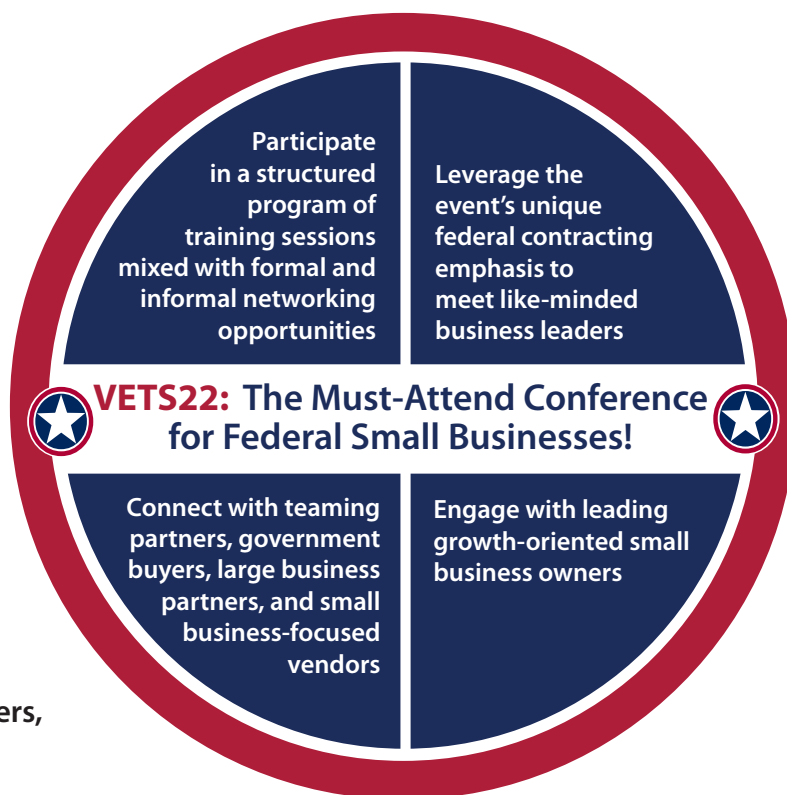 Participate
in a structured
program of
training sessions
mixed with formal and
informal networking
opportunities
Leverage the
event's unique
federal contracting
emphasis to
meet like-minded
business leaders
VETS22: The Must-Attend Conference
for Federal Small Businesses!
Connect with teaming
partners, government
buyers, large business
partners, and small
business-focused
vendors
Engage with leading
growth-oriented small
business owners
ers,